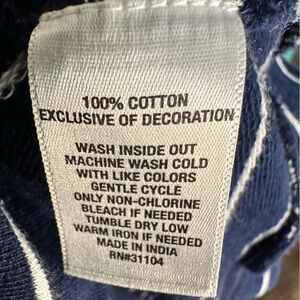 100% COTTON
EXCLUSIVE OF DECORATION
WASH INSIDE OUT
MACHINE WASH COLD
WITH LIKE COLORS
GENTLE CYCLE
ONLY NON-CHLORINE
BLEACH IF NEEDED
TUMBLE DRY LOW
WARM IRON IF NEEDED
MADE IN INDIA
RN#31104